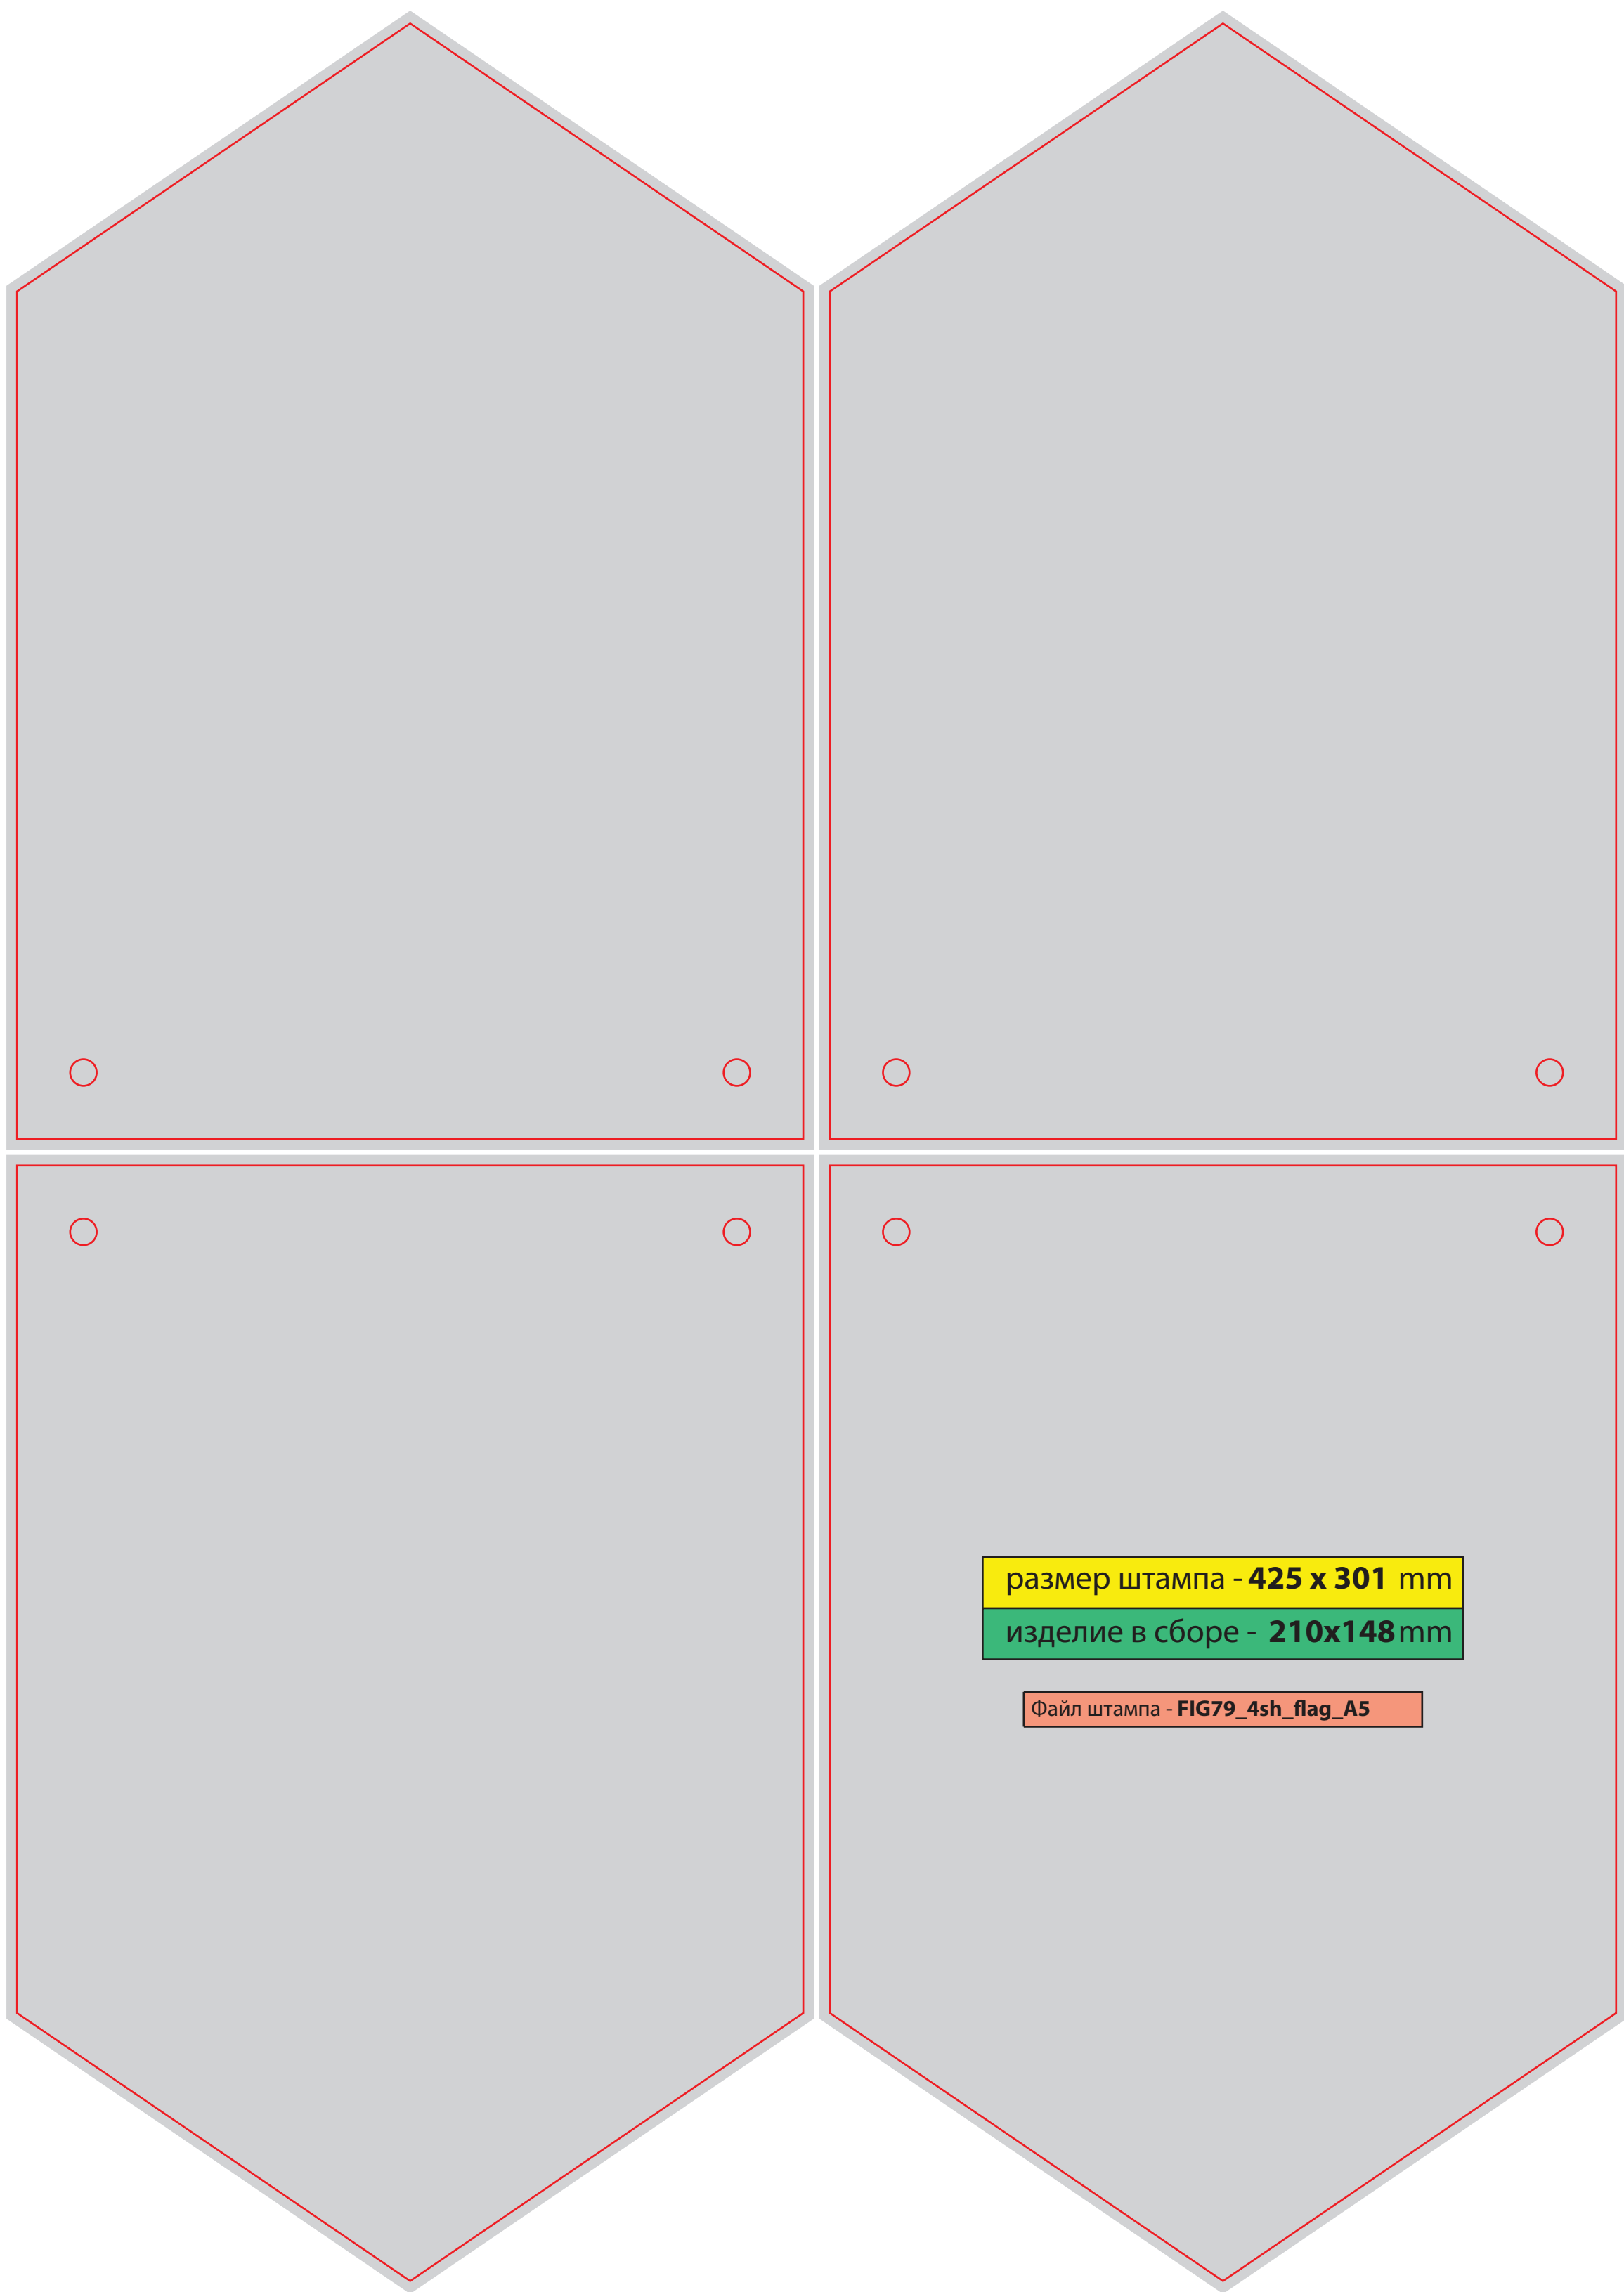 размер штампа - 425 x 301 mm
изделие в сборе - 210x148 mm
Файл штампа - FIG79_4sh_flag_A5